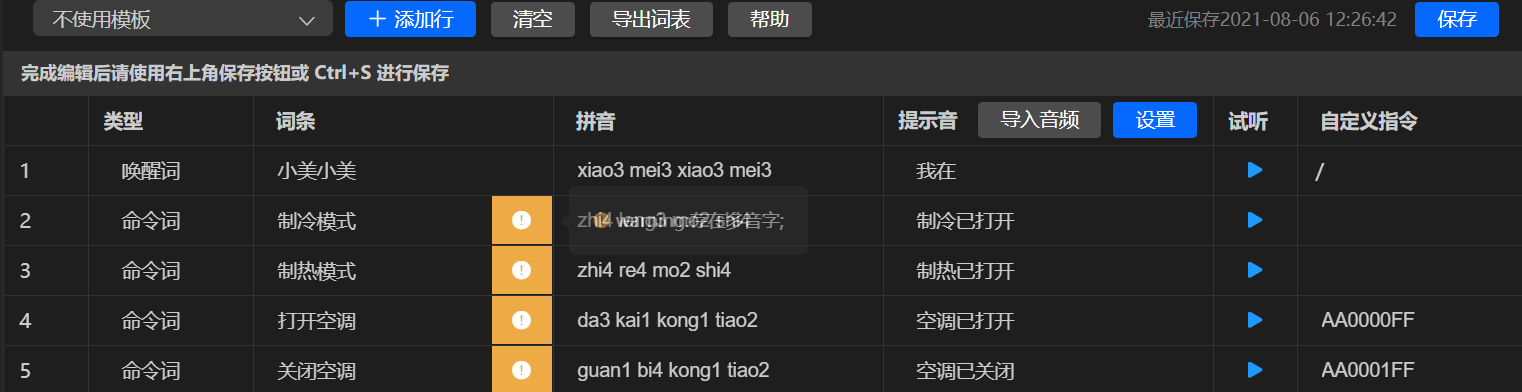 不使用模板 + 添加行 清空 导出词表 帮助 最近保存2021-08-06 12:26:42 保存
完成编辑后请使用右上角保存按钮或 Ctrl+S 进行保存
类型 词条 拼音 提示音 导入音频 设置 试听 自定义指令
1 唤醒词 小美小美 xiao3 mei3 xiao3 mei3 我在 /
2 命令词 制冷模式 zhi4 leng3 mo2 shi4 制冷已打开
warning:存在多音字;
3 命令词 制热模式 zhi4 re4 mo2 shi4 制热已打开
4 命令词 打开空调 da3 kai1 kong1 tiao2 空调已打开 AA0000FF
5 命令词 关闭空调 guan1 bi4 kong1 tiao2 空调已关闭 AA0001FF